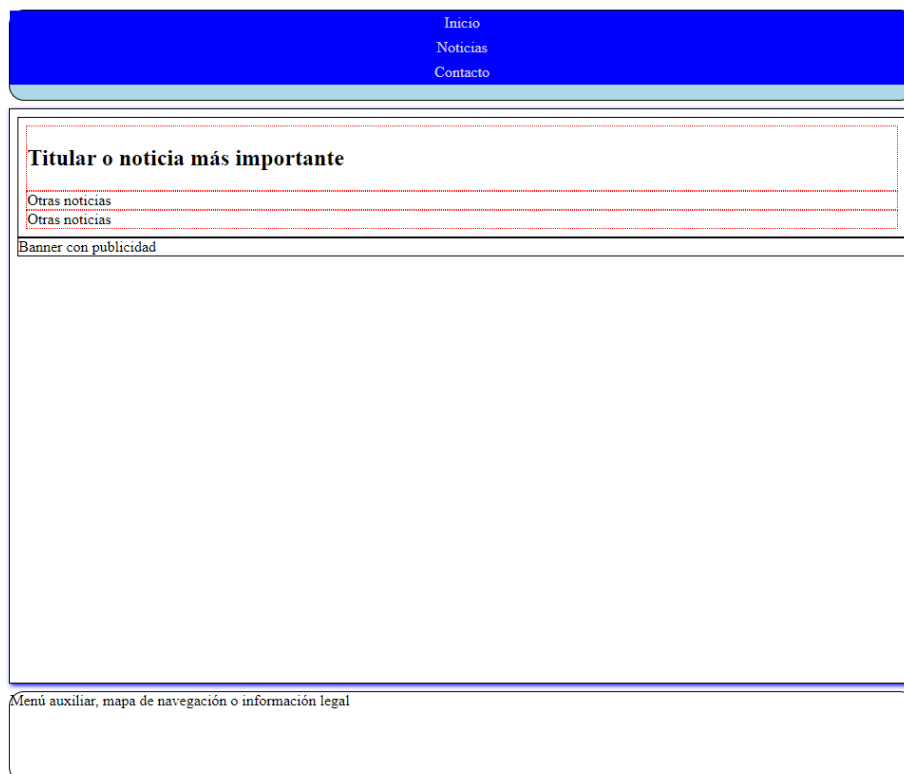 Inicio
Noticias
Contacto
Titular o noticia más importante
Otras noticias
Otras noticias
Banner con publicidad
Menú auxiliar, mapa de navegación o información legal